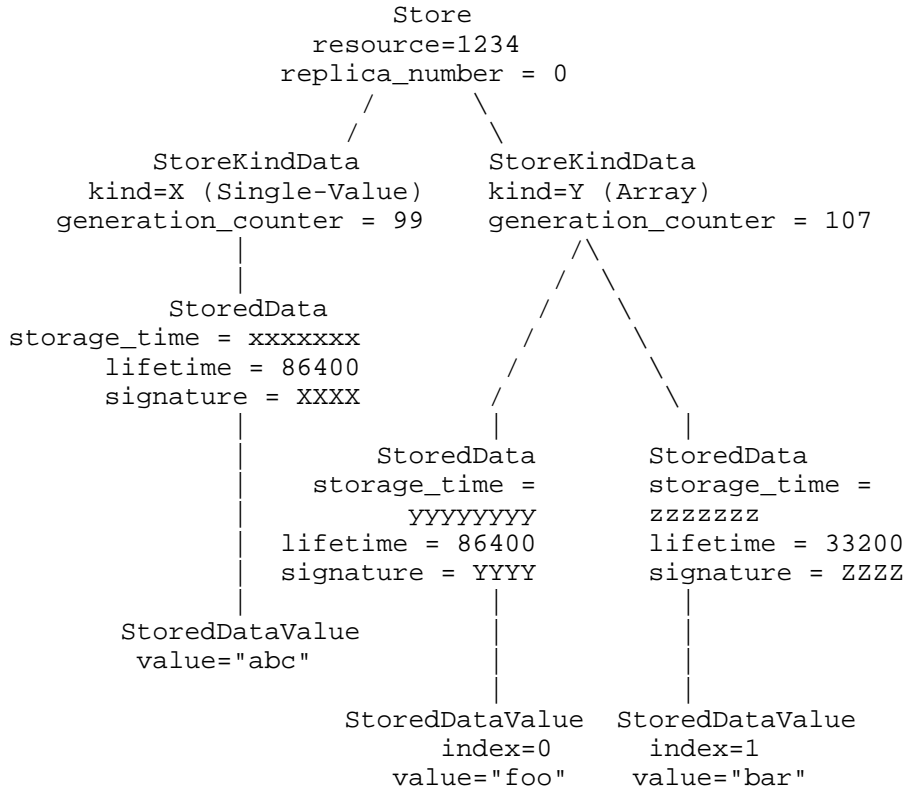 Store
resource=1234
replica_number = 0
StoreKindData StoreKindData
kind=X (Single-Value) kind=Y (Array)
generation_counter = 99 generation_counter = 107
StoredData
storage_time = xxxxxxx
lifetime = 86400
signature = XXXX
StoredData StoredData
storage_time = storage_time =
yyyyyyyy zzzzzzz
lifetime = 86400 lifetime = 33200
signature = YYYY signature = ZZZZ
StoredDataValue
value="abc"
StoredDataValue StoredDataValue
index=0 index=1
value="foo" value="bar"